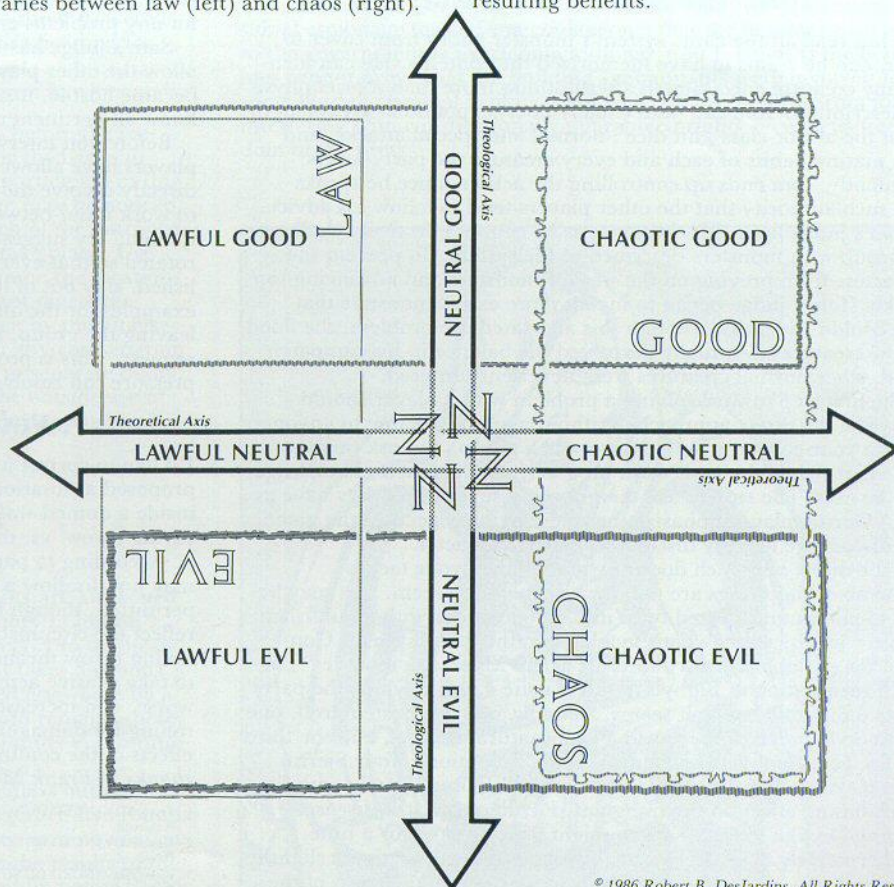 varies between law (left) and chaos (right).
resulting benefits.
Theological Axis
LAW
NEUTRAL GOOD
LAWFUL GOOD
CHAOTIC GOOD
GOOD
Theoretical Axis
LAWFUL NEUTRAL
N N
N N
CHAOTIC NEUTRAL
Theoretical Axis
EVIL
NEUTRAL EVIL
CHAOS
LAWFUL EVIL
CHAOTIC EVIL
Theological Axis
© 1986 Robert B. DesJardins. All Rights Res